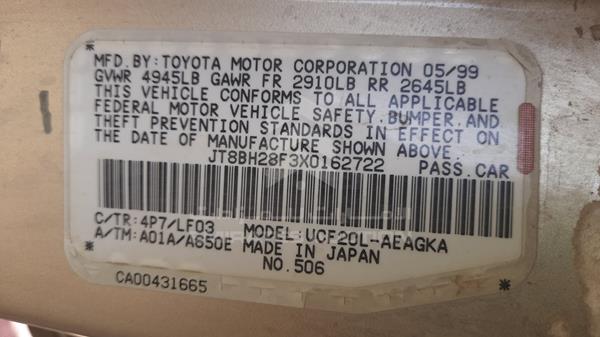 MFD.BY:TOYOTA MOTOR CORPORATION 05/99
GVWR 4945LB GAWR FR 2910LB RR 2645LB
THIS VEHICLE CONFORMS TO ALL APPLICABLE
FEDERAL MOTOR VEHICLE SAFETY,BUMPER,AND
THEFT PREVENTION STANDARDS IN EFFECT ON
THE DATE OF MANUFACTURE SHOWN ABOVE.
JT8BH28F3X0162722 PASS.CAR
C/TR:4P7/LF03 MODEL:UCF20L-AEAGKA
A/TM:A01A/A650E MADE IN JAPAN
NO.506
CA00431665